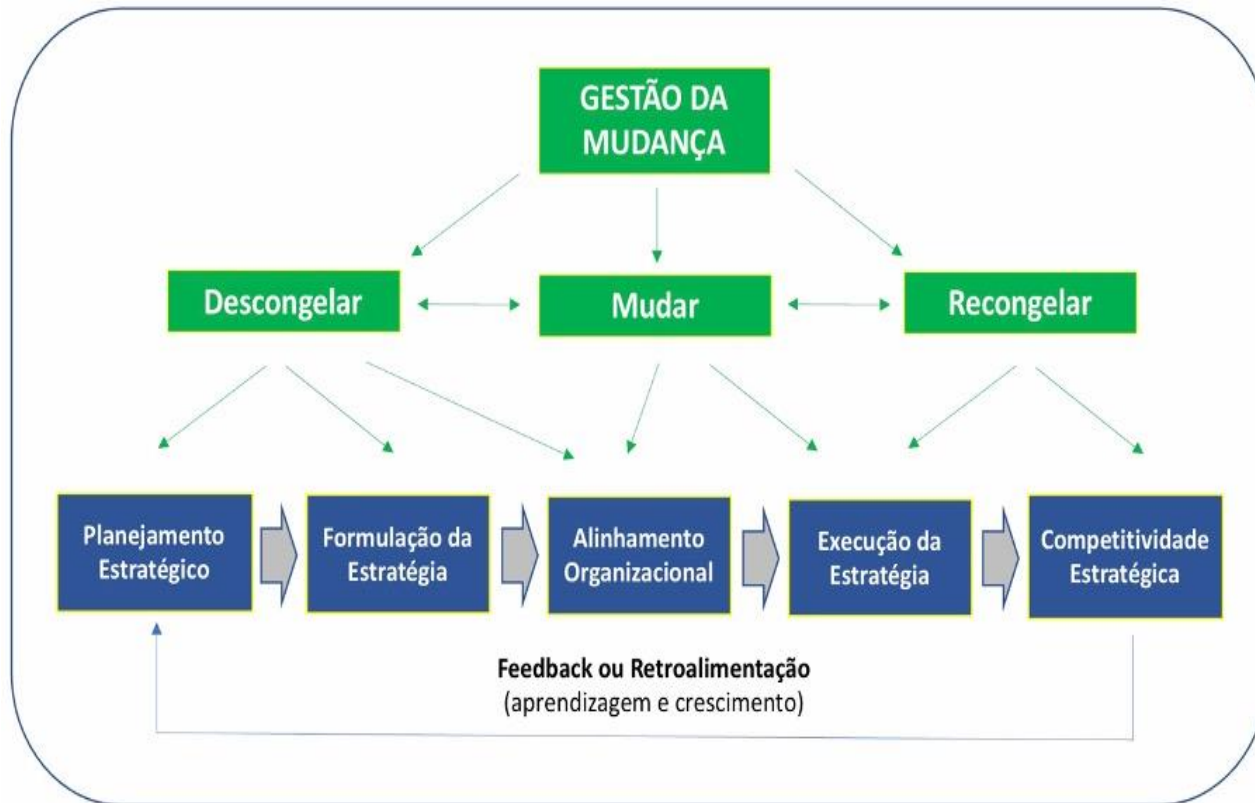 GESTÃO DA
MUDANÇA
Descongelar
Mudar
Recongelar
Planejamento
Estratégico
Formulação da
Estratégia
Alinhamento
Organizacional
Execução da
Estratégia
Competitividade
Estratégica
Feedback ou Retroalimentação
(aprendizagem e crescimento)